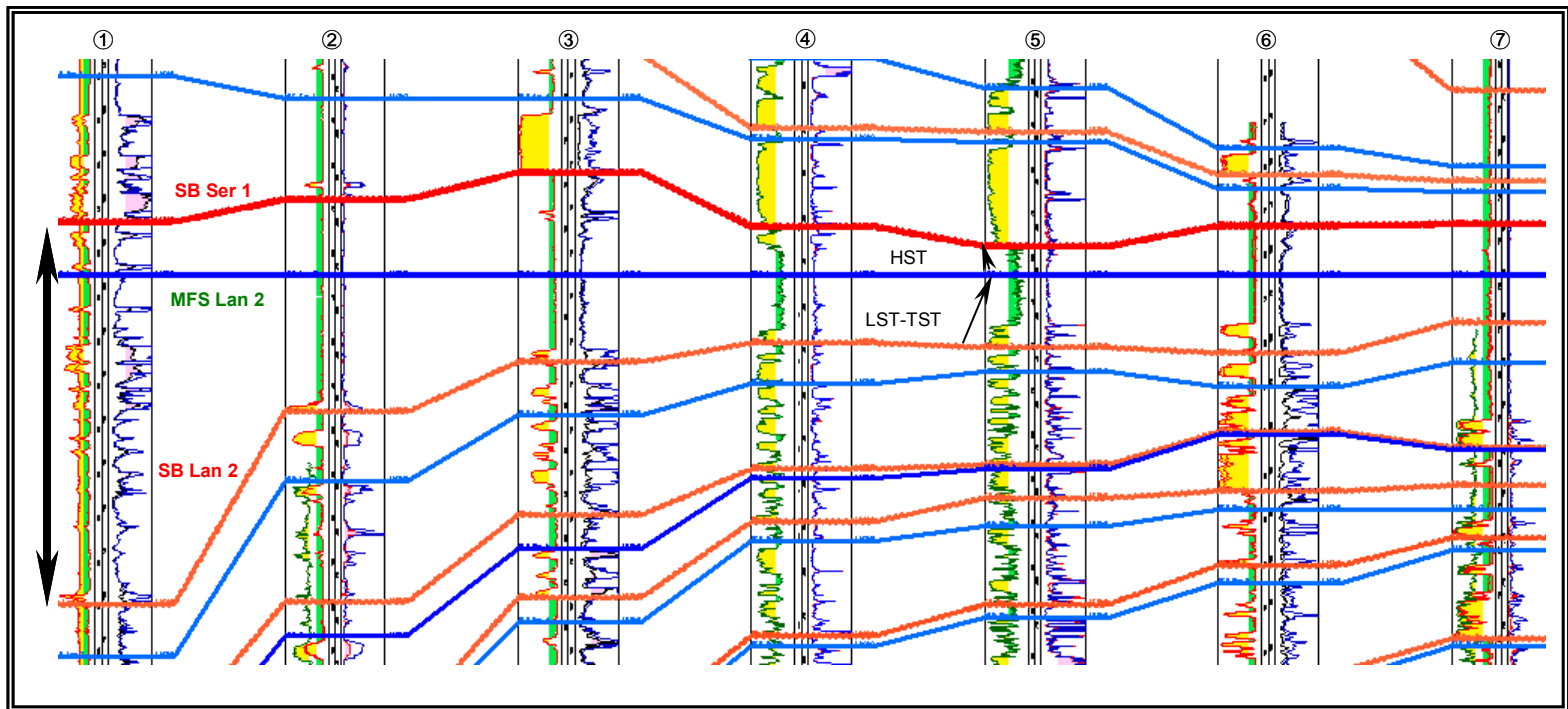 ① ② ③ ④ ⑤ ⑥ ⑦
SB Ser 1
HST
MFS Lan 2
LST-TST
SB Lan 2